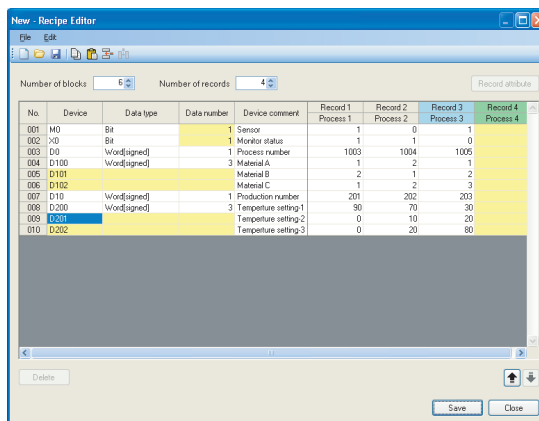 New - Recipe Editor
File Edit
Number of blocks 6 Number of records 4 Record attribute
No. Device Data type Data number Device comment Record 1 Record 2 Record 3 Record 4
Process 1 Process 2 Process 3 Process 4
001 M0 Bit 1 Sensor 1 0 1
002 X0 Bit 1 Monitor status 1 1 0
003 D0 Word[signed] 1 Process number 1003 1004 1005
004 D100 Word[signed] 3 Material A 1 2 1
005 D101 Material B 2 1 2
006 D102 Material C 1 2 3
007 D10 Word[signed] 1 Production number 201 202 203
008 D200 Word[signed] 3 Temperture setting-1 90 70 30
009 D201 Temperture setting-2 0 10 20
010 D202 Temperture setting-3 0 20 80
Delete
Save Close